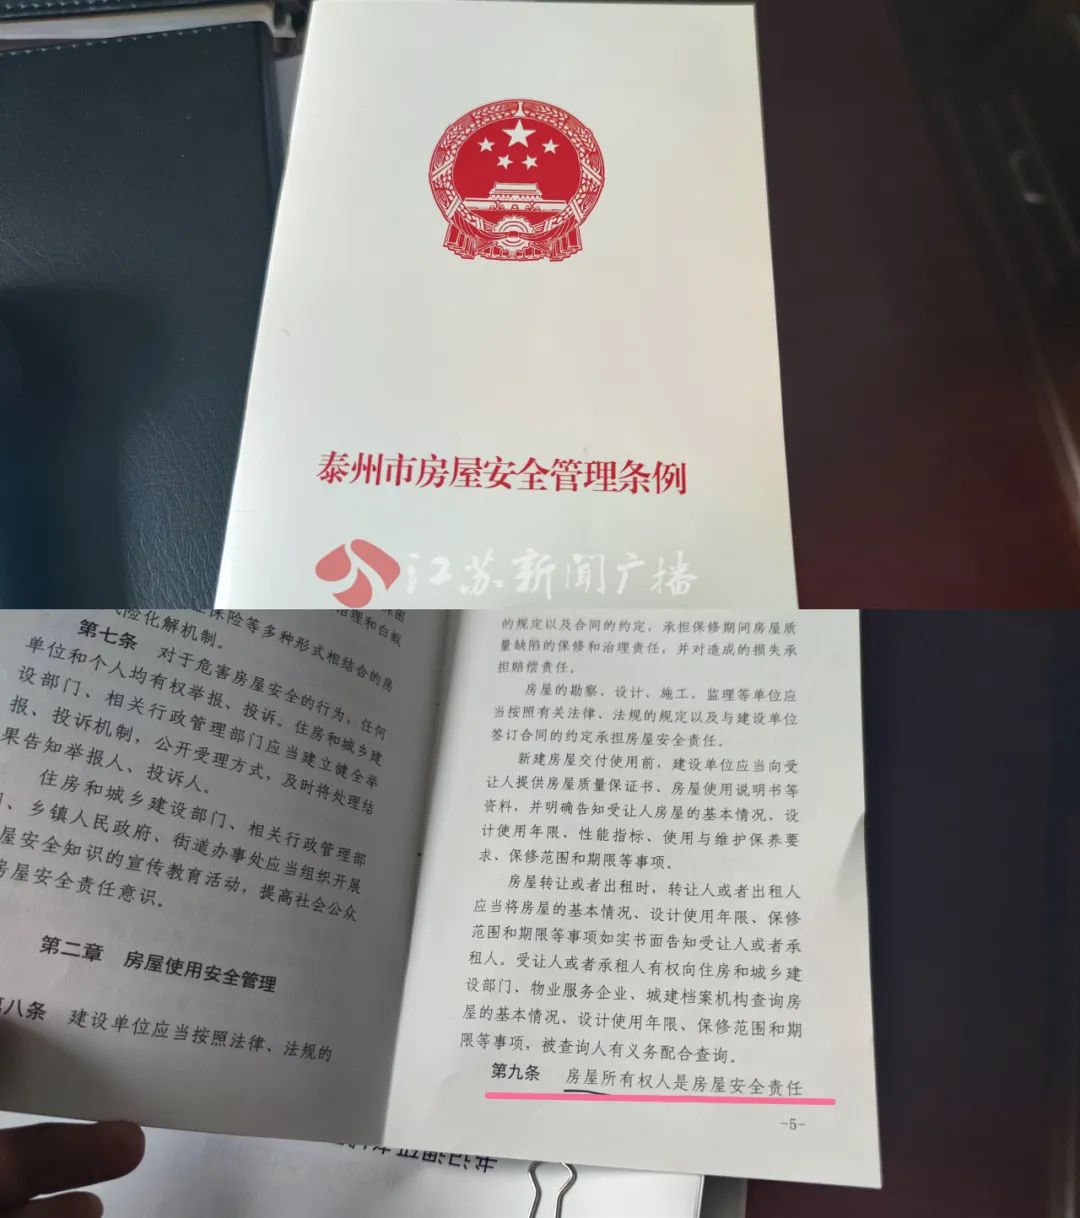 泰州市房屋安全管理条例
江苏新闻广播
治理和白蚁
保险等多种形式相结合的房
险化解机制。
第七条 对于危害房屋安全的行为，任何
单位和个人均有权举报、投诉。住房和城乡建
设部门、相关行政管理部门应当建立健全举
报、投诉机制，公开受理方式，及时将处理结
果告知举报人、投诉人。
住房和城乡建设部门、相关行政管理部
、乡镇人民政府、街道办事处应当组织开展
屋安全知识的宣传教育活动，提高社会公众
房屋安全责任意识。
第二章 房屋使用安全管理
八条 建设单位应当按照法律、法规的
的规定以及合同的约定，承担保修期间房屋质
量缺陷的保修和治理责任，并对造成的损失承
担赔偿责任。
房屋的勘察、设计、施工、监理等单位应
当按照有关法律、法规的规定以及与建设单位
签订合同的约定承担房屋安全责任。
新建房屋交付使用前，建设单位应当向受
让人提供房屋质量保证书、房屋使用说明书等
资料，并明确告知受让人房屋的基本情况、设
计使用年限、性能指标、使用与维护保养要
求、保修范围和期限等事项。
房屋转让或者出租时，转让人或者出租人
应当将房屋的基本情况、设计使用年限、保修
范围和期限等事项如实书面告知受让人或者承
租人。受让人或者承租人有权向住房和城乡建
设部门、物业服务企业、城建档案机构查询房
屋的基本情况、设计使用年限、保修范围和期
限等事项，被查询人有义务配合查询。
第九条 房屋所有权人是房屋安全责任
-5-